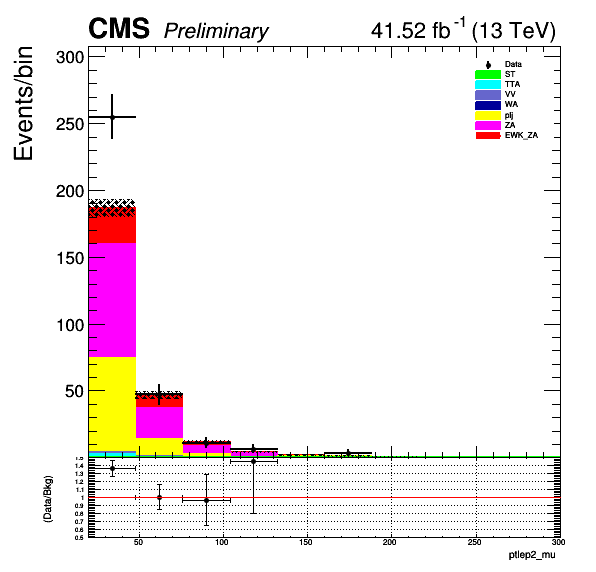 CMS Preliminary 41.52 fb⁻¹ (13 TeV)
Events/bin
300
250
200
150
100
50
Data
ST
TTA
VV
WA
plj
ZA
EWK_ZA
(Data/Bkg)
1.5
1.4
1.3
1.2
1.1
1
0.9
0.8
0.7
0.6
0.5
50 100 150 200 250 300
ptlep2_mu